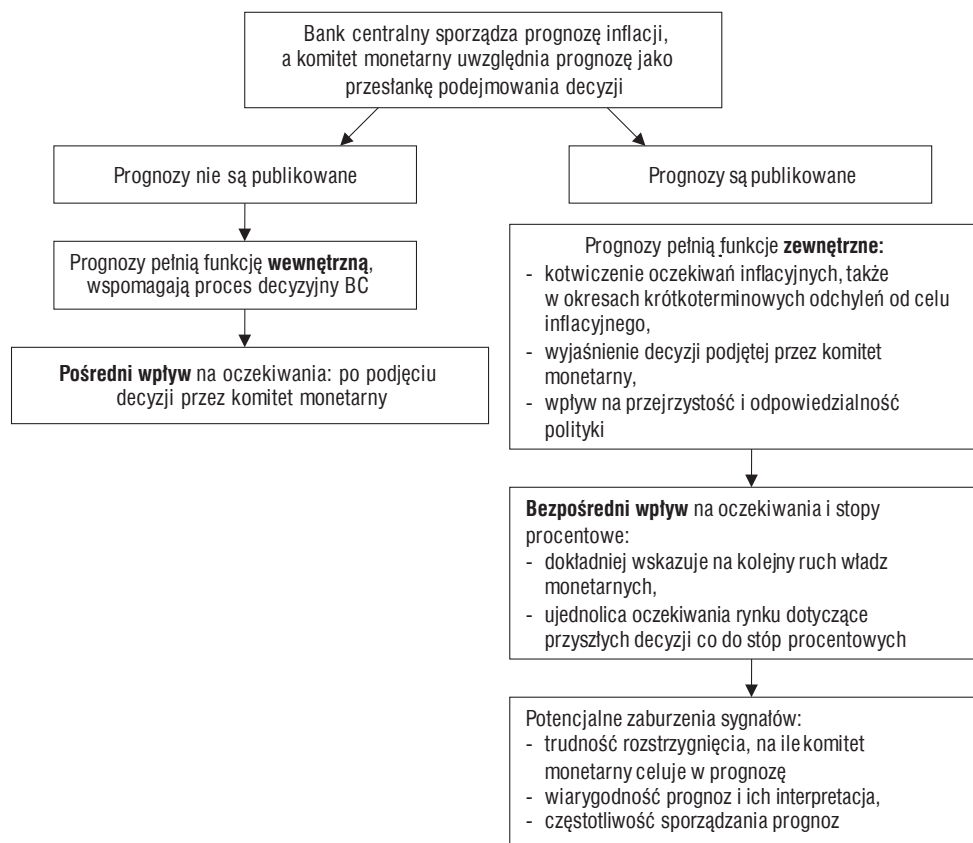 Bank centralny sporządza prognozę inflacji,
a komitet monetarny uwzględnia prognozę jako
przesłankę podejmowania decyzji
Prognozy nie są publikowane
Prognozy są publikowane
Prognozy pełnią funkcję wewnętrzną,
wspomagają proces decyzyjny BC
Pośredni wpływ na oczekiwania: po podjęciu
decyzji przez komitet monetarny
Prognozy pełnią funkcje zewnętrzne:
- kotwiczenie oczekiwań inflacyjnych, także
w okresach krótkoterminowych odchyleń od celu
inflacyjnego,
- wyjaśnienie decyzji podjętej przez komitet
monetarny,
- wpływ na przejrzystość i odpowiedzialność
polityki
Bezpośredni wpływ na oczekiwania i stopy
procentowe:
- dokładniej wskazuje na kolejny ruch władz
monetarnych,
- ujednolica oczekiwania rynku dotyczące
przyszłych decyzji co do stóp procentowych
Potencjalne zaburzenia sygnałów:
- trudność rozstrzygnięcia, na ile komitet
monetarny celuje w prognozę
- wiarygodność prognoz i ich interpretacja,
- częstotliwość sporządzania prognoz